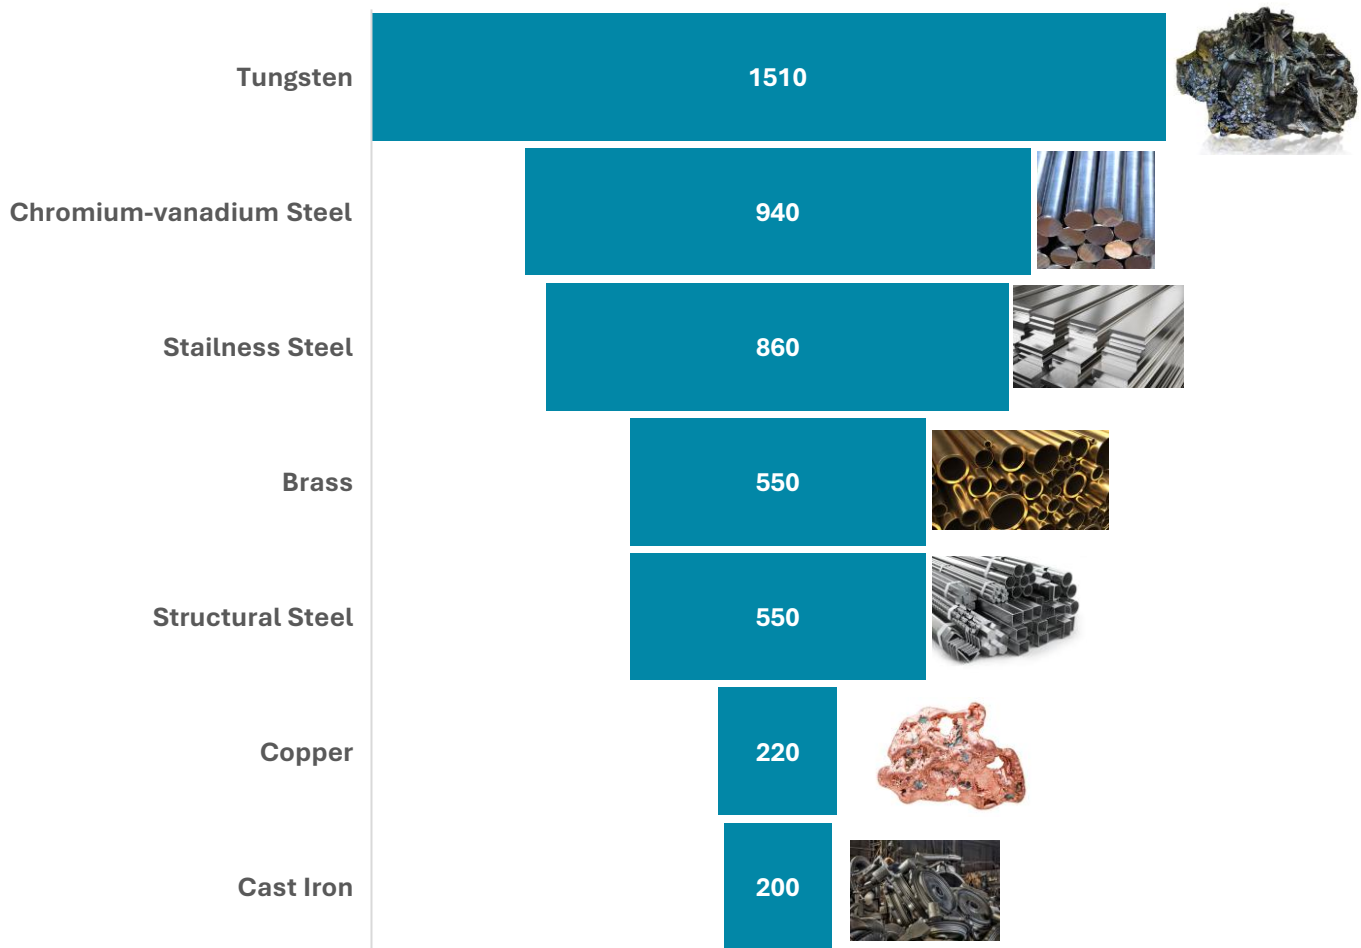 Tungsten 1510
Chromium-vanadium Steel 940
Stailness Steel 860
Brass 550
Structural Steel 550
Copper 220
Cast Iron 200